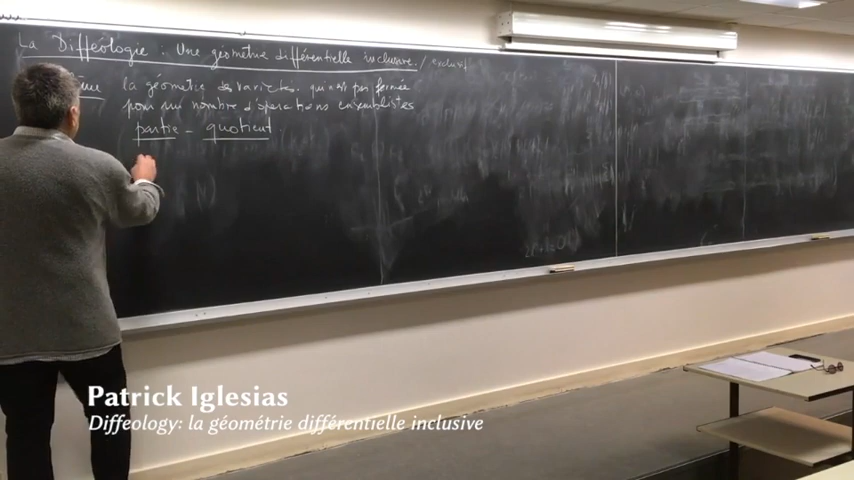 La Diffeologie : Une géométrie différentielle inclusive / exclusif
la géométrie des variétés qui n'est pas fermée
pour un nombre d'opérations ensemblistes
partie - quotient.
Patrick Iglesias
Diffeology: la géométrie différentielle inclusive